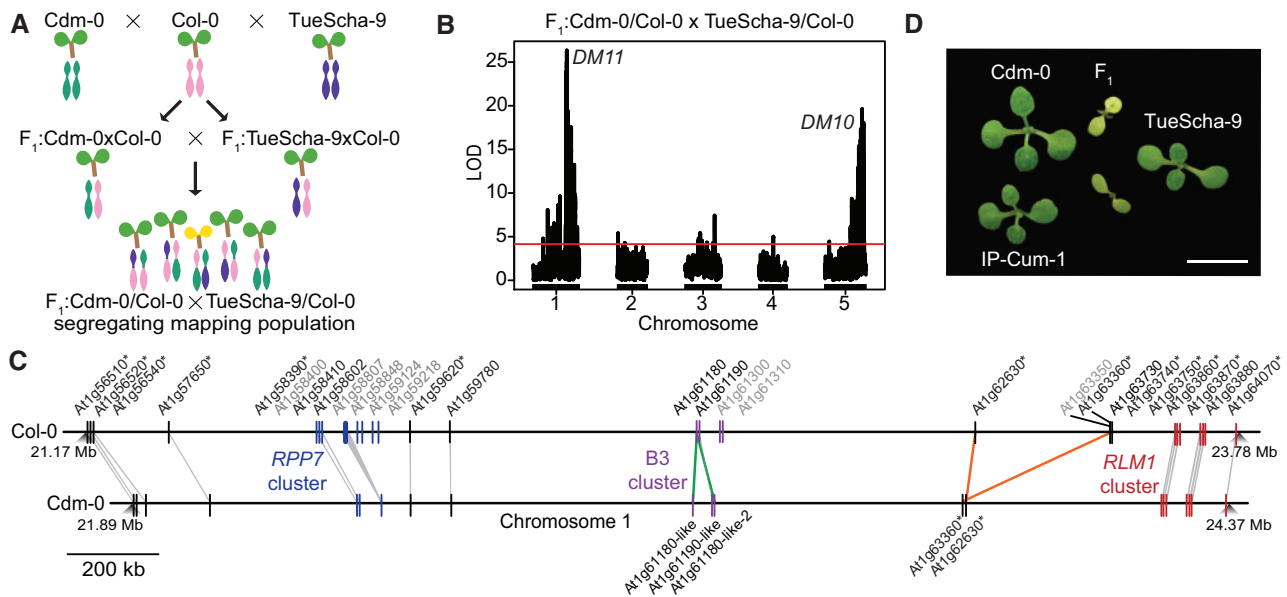 A
Cdm-0 × Col-0 × TueScha-9
F1:Cdm-0xCol-0 × F1:TueScha-9xCol-0
F1:Cdm-0/Col-0 × TueScha-9/Col-0
segregating mapping population
B
F1:Cdm-0/Col-0 x TueScha-9/Col-0
DM11
DM10
LOD
25
20
15
10
5
0
1 2 3 4 5
Chromosome
D
Cdm-0
F1
TueScha-9
IP-Cum-1
C
At1g56510*
At1g56520*
At1g56540*
At1g57650*
At1g58390*
At1g58400
At1g58410
At1g58602
At1g58807
At1g58848
At1g59124
At1g59218
At1g59620*
At1g59780
At1g61180
At1g61190
At1g61300
At1g61310
At1g62630*
At1g63350
At1g63360*
At1g63730
At1g63740*
At1g63750*
At1g63860*
At1g63870*
At1g63880
At1g64070*
Col-0
21.17 Mb
23.78 Mb
RPP7
cluster
B3
cluster
RLM1
cluster
Cdm-0
21.89 Mb
Chromosome 1
24.37 Mb
At1g61180-like
At1g61190-like
At1g61180-like-2
At1g63360*
At1g62630*
200 kb